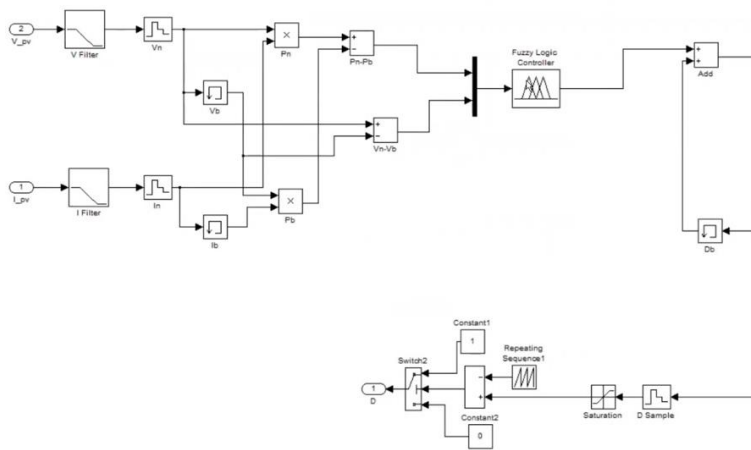 2
V_pv
V Filter
Vn
×
Pn
+
−
Pn-Pb
Fuzzy Logic
Controller
+
+
Add
Vb
+
−
Vn-Vb
1
I_pv
I Filter
In
Ib
×
Pb
Db
Constant1
1
Switch2
Repeating
Sequence1
1
D
−
+
Constant2
0
Saturation
D Sample